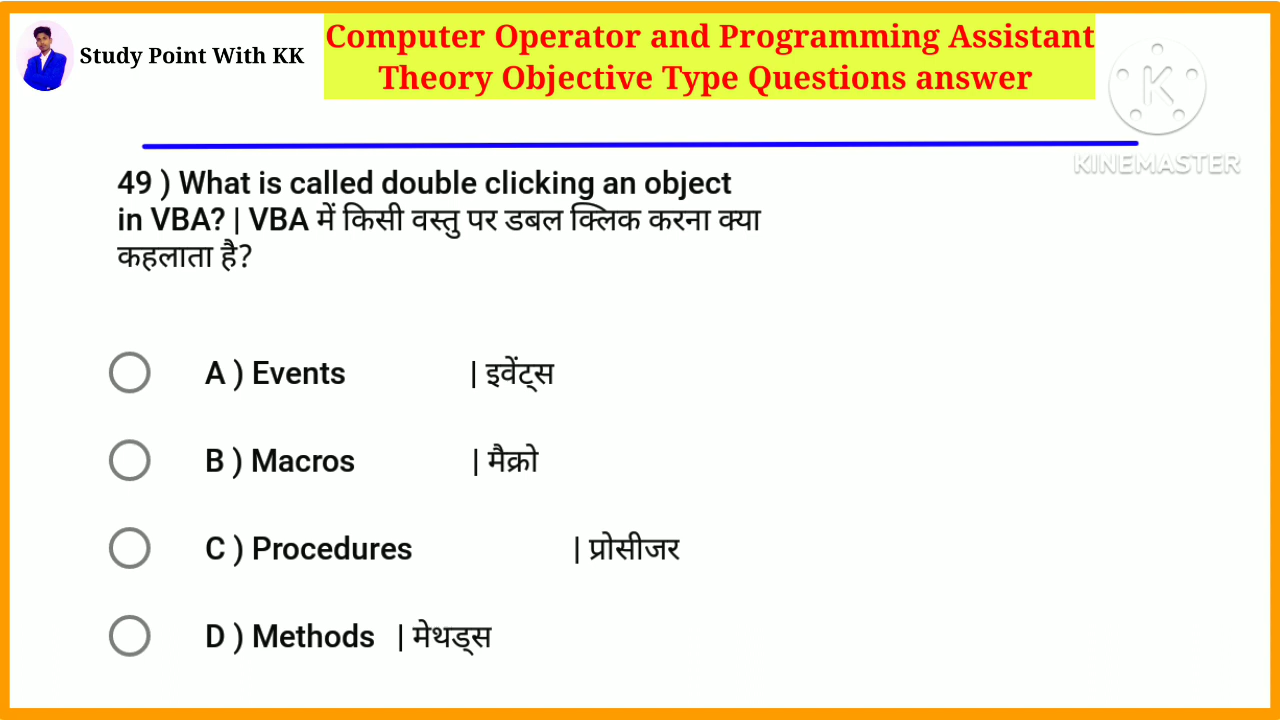 Study Point With KK
Computer Operator and Programming Assistant
Theory Objective Type Questions answer
K
KINEMASTER
49 ) What is called double clicking an object
in VBA? | VBA में किसी वस्तु पर डबल क्लिक करना क्या
कहलाता है?
A ) Events | इवेंट्स
B ) Macros | मैक्रो
C ) Procedures | प्रोसीजर
D ) Methods | मेथड्स